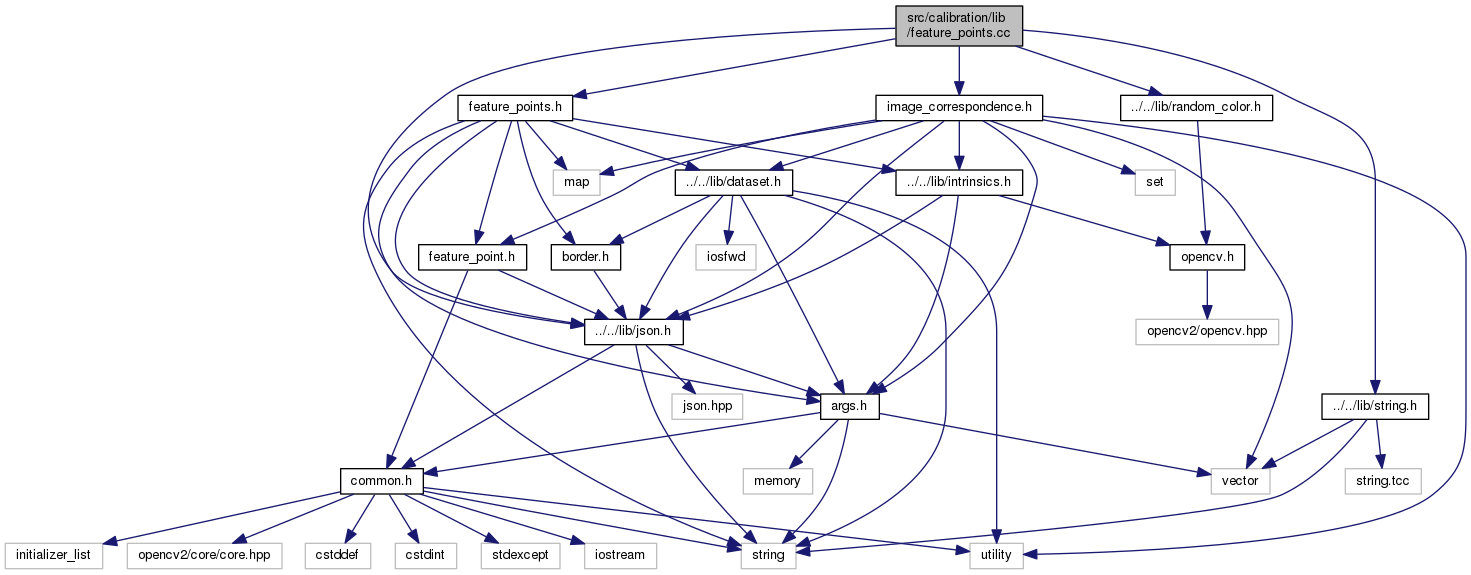 src/calibration/lib
/feature_points.cc
feature_points.h
image_correspondence.h
../../lib/random_color.h
map
../../lib/dataset.h
../../lib/intrinsics.h
set
feature_point.h
border.h
iosfwd
opencv.h
../../lib/json.h
opencv2/opencv.hpp
json.hpp
args.h
../../lib/string.h
common.h
memory
vector
string.tcc
initializer_list
opencv2/core/core.hpp
cstddef
cstdint
stdexcept
iostream
string
utility